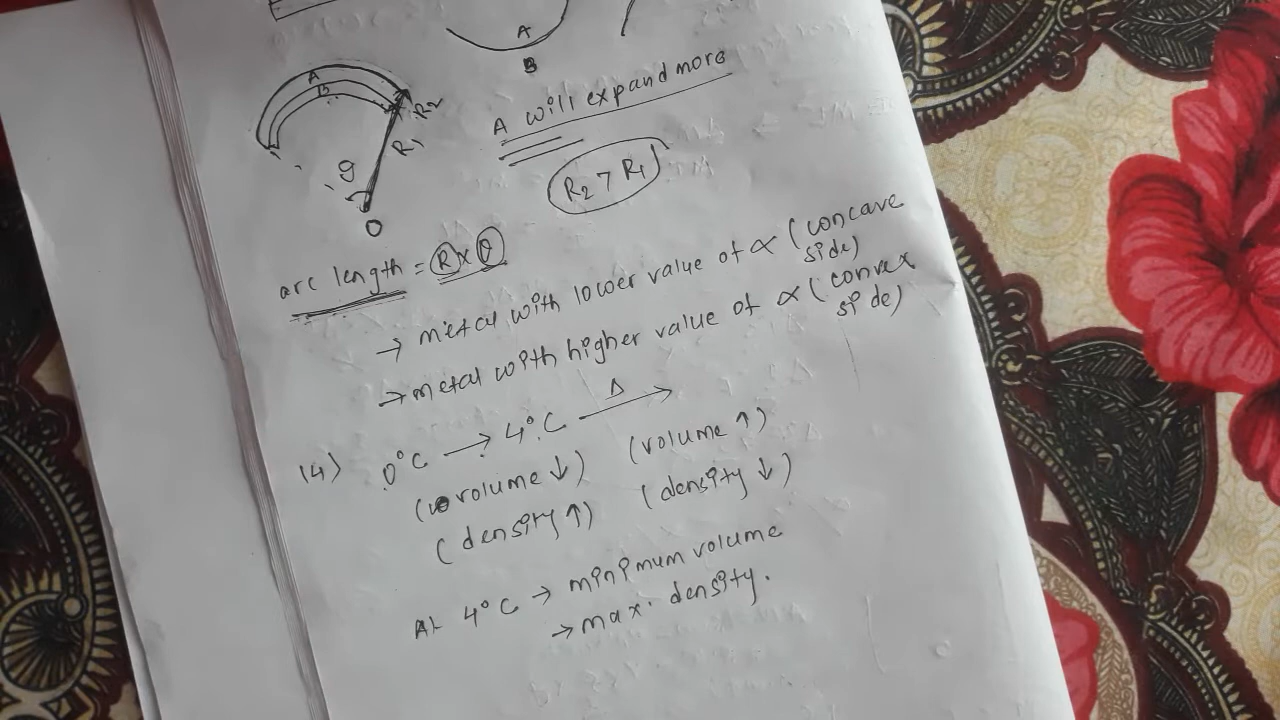 A
B
A
B
R2
R1
θ
O
A will expand more
R2 > R1
arc length = R × θ
→ metal with lower value of α (concave side)
→ metal with higher value of α (convex side)
(4) 0°C → 4°C Δ→
(volume ↓) (volume ↑)
(density ↑) (density ↓)
At 4°C → minimum volume
→ max. density.